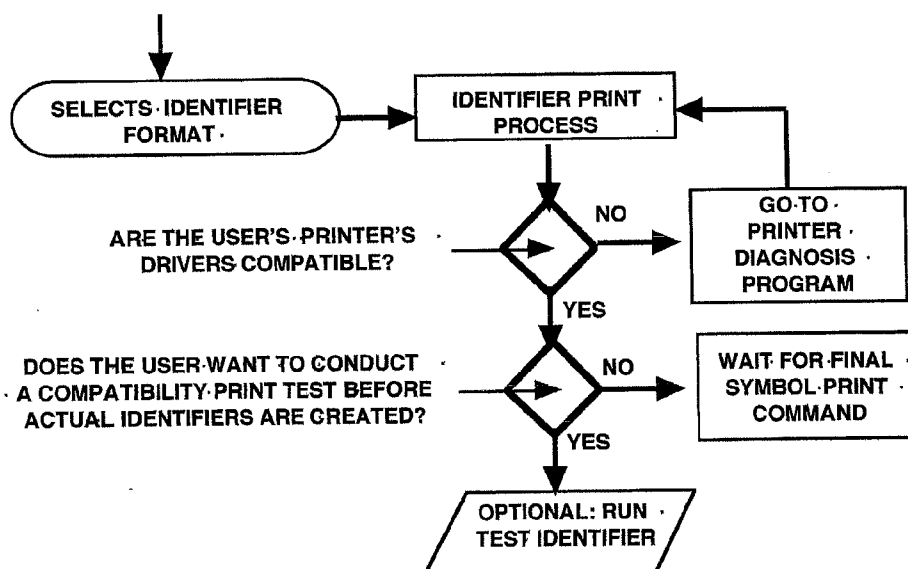 SELECTS IDENTIFIER
FORMAT
IDENTIFIER PRINT
PROCESS
ARE THE USER'S PRINTER'S
DRIVERS COMPATIBLE?
NO
GO TO
PRINTER
DIAGNOSIS
PROGRAM
YES
DOES THE USER WANT TO CONDUCT
A COMPATIBILITY PRINT TEST BEFORE
ACTUAL IDENTIFIERS ARE CREATED?
NO
WAIT FOR FINAL
SYMBOL PRINT
COMMAND
YES
OPTIONAL: RUN
TEST IDENTIFIER